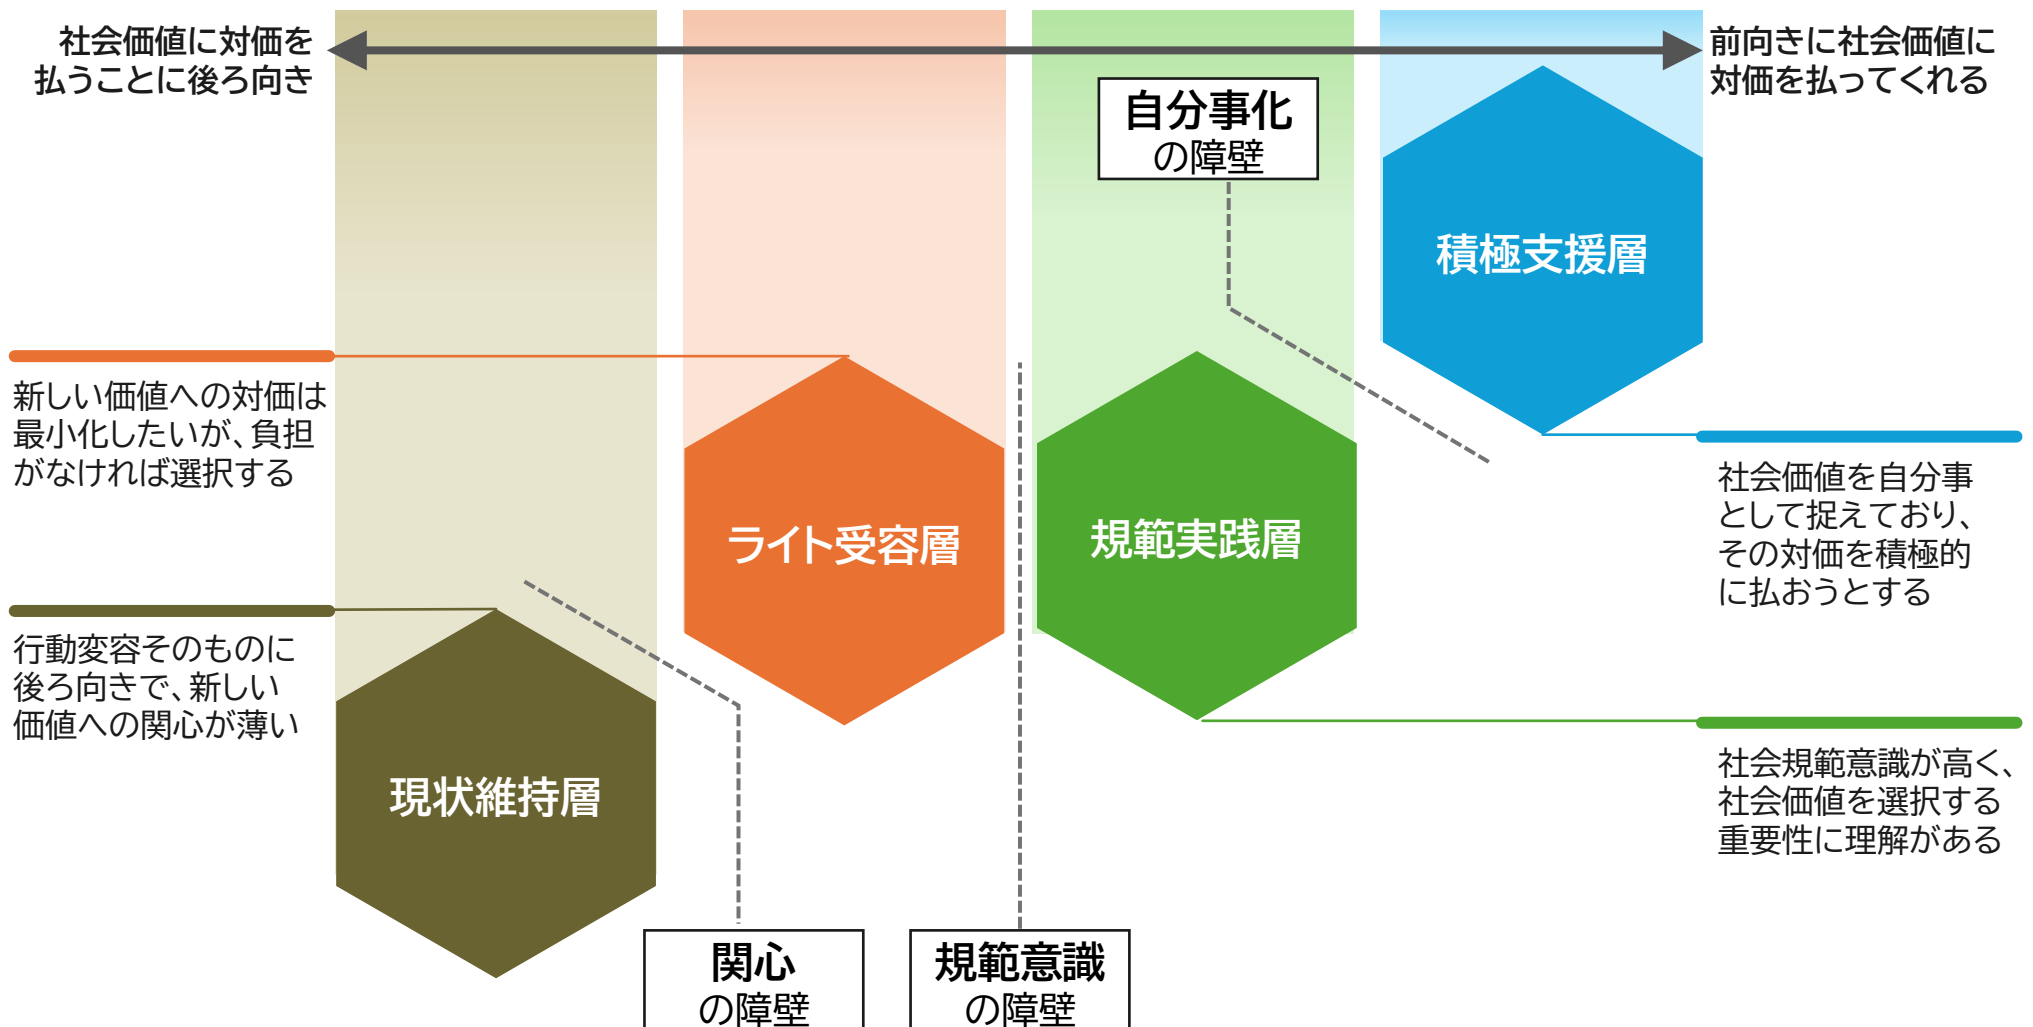 社会価値に対価を
払うことに後ろ向き
前向きに社会価値に
対価を払ってくれる
自分事化
の障壁
積極支援層
新しい価値への対価は
最小化したいが、負担
がなければ選択する
ライト受容層
規範実践層
社会価値を自分事
として捉えており、
その対価を積極的
に払おうとする
行動変容そのものに
後ろ向きで、新しい
価値への関心が薄い
現状維持層
社会規範意識が高く、
社会価値を選択する
重要性に理解がある
関心
の障壁
規範意識
の障壁